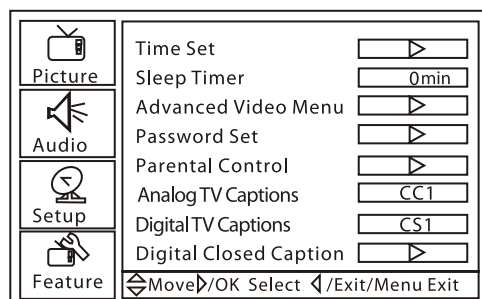 Picture
Audio
Setup
Feature
Time Set
Sleep Timer 0min
Advanced Video Menu
Password Set
Parental Control
Analog TV Captions CC1
Digital TV Captions CS1
Digital Closed Caption
Move /OK Select /Exit/Menu Exit